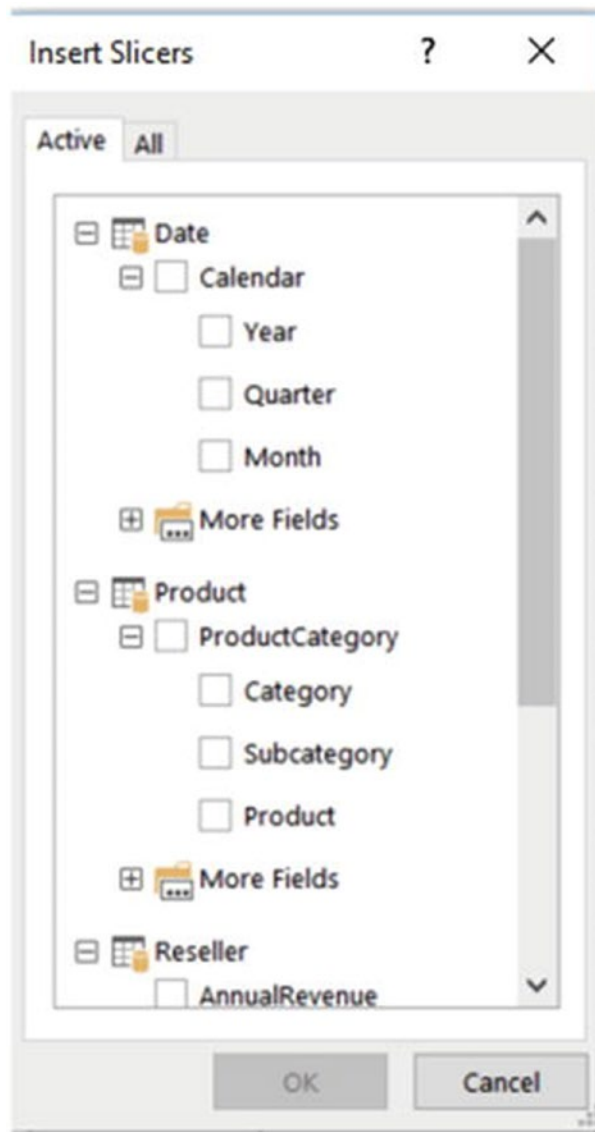 Insert Slicers ?
Active All
Date
Calendar
Year
Quarter
Month
More Fields
Product
ProductCategory
Category
Subcategory
Product
More Fields
Reseller
AnnualRevenue
OK Cancel